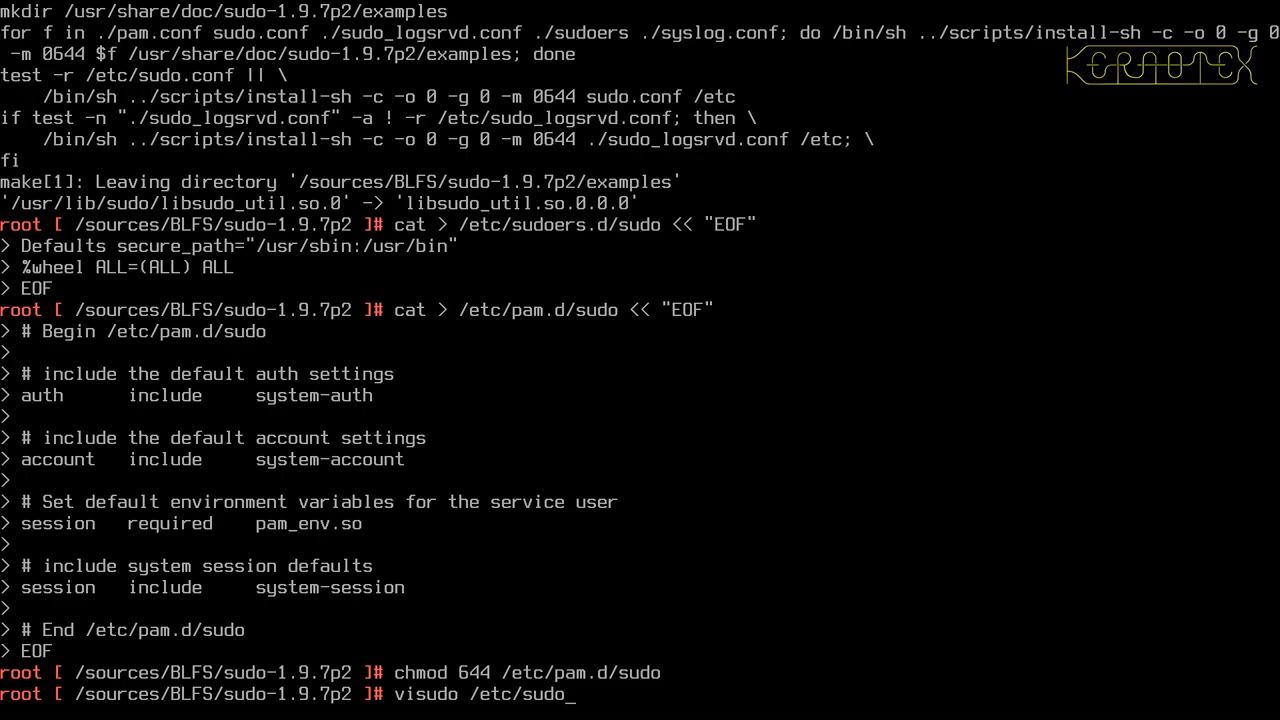 mkdir /usr/share/doc/sudo-1.9.7p2/examples
for f in ./pam.conf sudo.conf ./sudo_logsrvd.conf ./sudoers ./syslog.conf; do /bin/sh ../scripts/install-sh -c -o 0 -g 0
 -m 0644 $f /usr/share/doc/sudo-1.9.7p2/examples; done
test -r /etc/sudo.conf || \
    /bin/sh ../scripts/install-sh -c -o 0 -g 0 -m 0644 sudo.conf /etc
if test -n "./sudo_logsrvd.conf" -a ! -r /etc/sudo_logsrvd.conf; then \
    /bin/sh ../scripts/install-sh -c -o 0 -g 0 -m 0644 ./sudo_logsrvd.conf /etc; \
fi
make[1]: Leaving directory '/sources/BLFS/sudo-1.9.7p2/examples'
'/usr/lib/sudo/libsudo_util.so.0' -> 'libsudo_util.so.0.0.0'
root [ /sources/BLFS/sudo-1.9.7p2 ]# cat > /etc/sudoers.d/sudo << "EOF"
> Defaults secure_path="/usr/sbin:/usr/bin"
> %wheel ALL=(ALL) ALL
> EOF
root [ /sources/BLFS/sudo-1.9.7p2 ]# cat > /etc/pam.d/sudo << "EOF"
> # Begin /etc/pam.d/sudo
>
> # include the default auth settings
> auth      include     system-auth
>
> # include the default account settings
> account   include     system-account
>
> # Set default environment variables for the service user
> session   required    pam_env.so
>
> # include system session defaults
> session   include     system-session
>
> # End /etc/pam.d/sudo
> EOF
root [ /sources/BLFS/sudo-1.9.7p2 ]# chmod 644 /etc/pam.d/sudo
root [ /sources/BLFS/sudo-1.9.7p2 ]# visudo /etc/sudo_